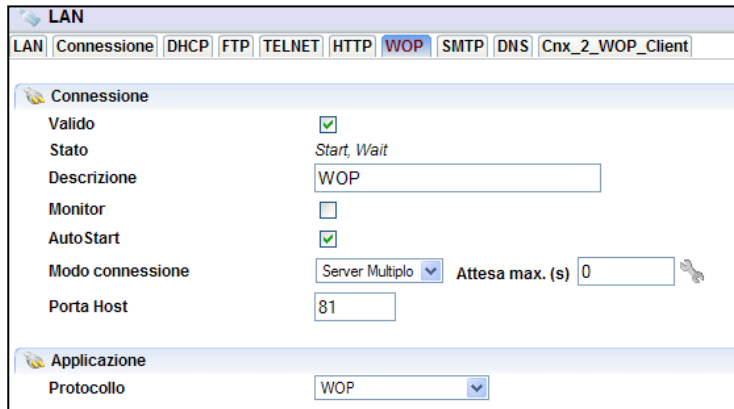 LAN
LAN Connessione DHCP FTP TELNET HTTP WOP SMTP DNS Cnx_2_WOP_Client
Connessione
Valido
Stato Start, Wait
Descrizione WOP
Monitor
AutoStart
Modo connessione Server Multiplo Attesa max. (s) 0
Porta Host 81
Applicazione
Protocollo WOP